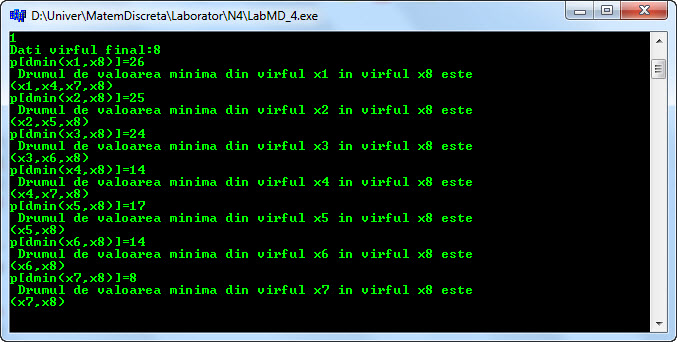 D:\Univer\MatemDiscreta\Laborator\N4\LabMD_4.exe
1
Dati virful final:8
p[dmin(x1,x8)]=26
Drumul de valoarea minima din virful x1 in virful x8 este
(x1,x4,x7,x8)
p[dmin(x2,x8)]=25
Drumul de valoarea minima din virful x2 in virful x8 este
(x2,x5,x8)
p[dmin(x3,x8)]=24
Drumul de valoarea minima din virful x3 in virful x8 este
(x3,x6,x8)
p[dmin(x4,x8)]=14
Drumul de valoarea minima din virful x4 in virful x8 este
(x4,x7,x8)
p[dmin(x5,x8)]=17
Drumul de valoarea minima din virful x5 in virful x8 este
(x5,x8)
p[dmin(x6,x8)]=14
Drumul de valoarea minima din virful x6 in virful x8 este
(x6,x8)
p[dmin(x7,x8)]=8
Drumul de valoarea minima din virful x7 in virful x8 este
(x7,x8)